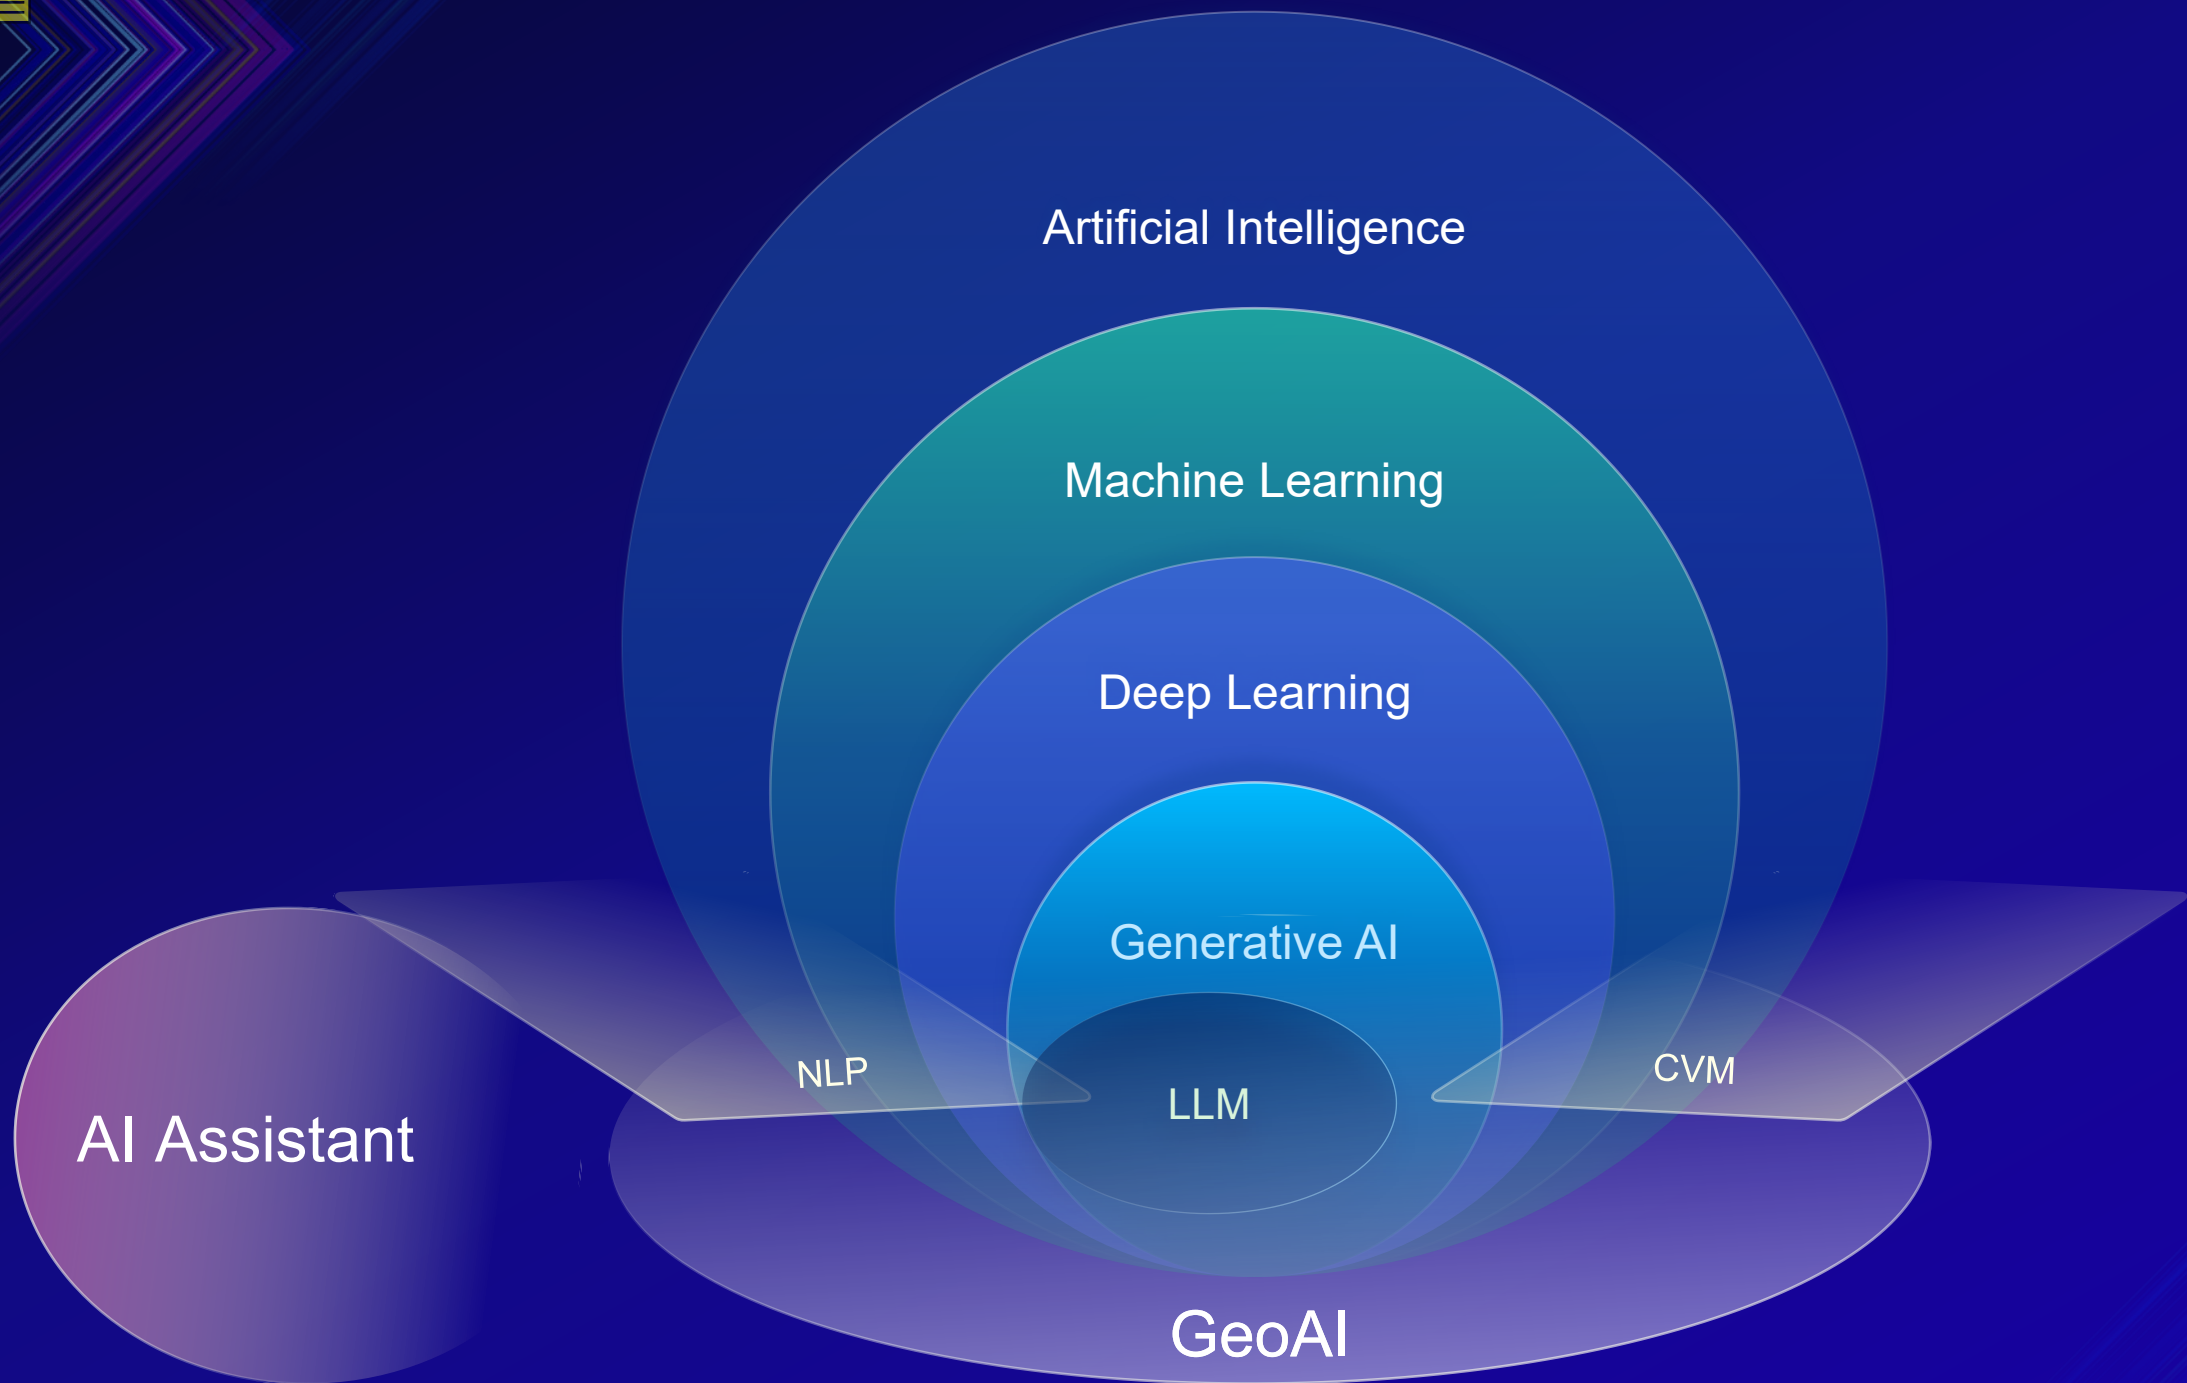 Artificial Intelligence
Machine Learning
Deep Learning
Generative AI
NLP
CVM
LLM
AI Assistant
GeoAI